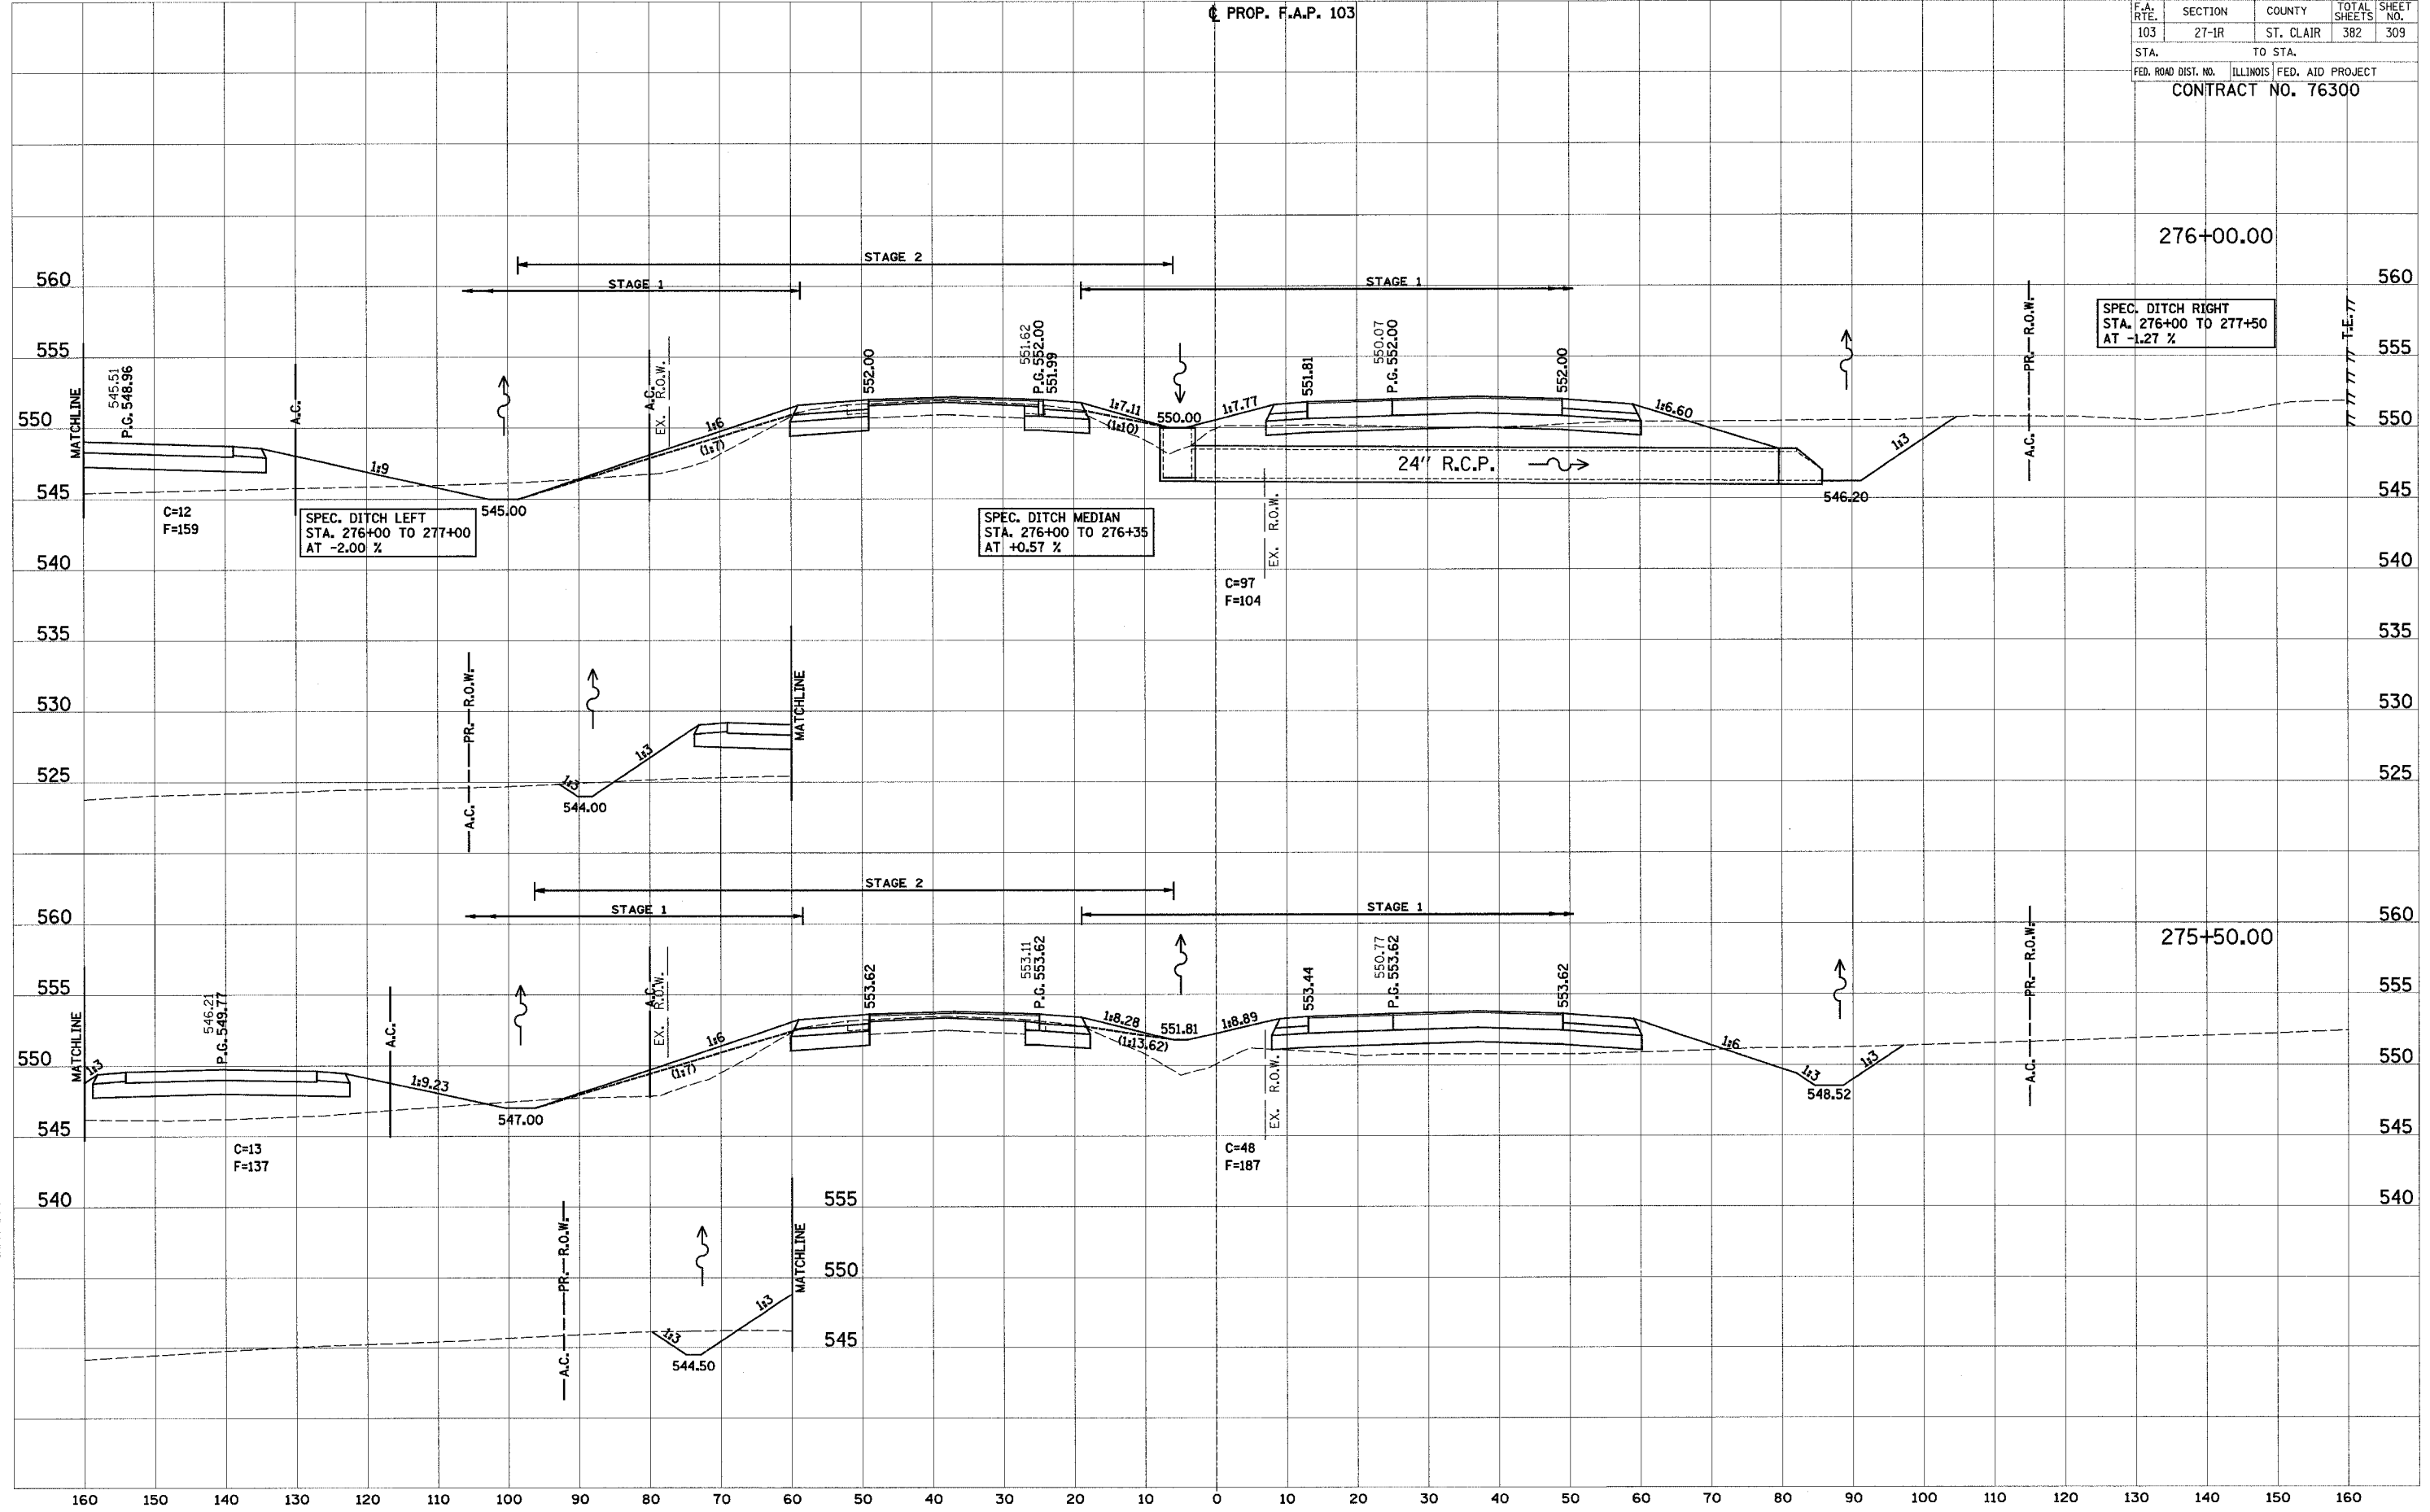 ℄ PROP. F.A.P. 103
F.A. RTE. SECTION COUNTY TOTAL SHEETS SHEET NO.
103 27-1R ST. CLAIR 382 309
STA. TO STA.
FED. ROAD DIST. NO. ILLINOIS FED. AID PROJECT
CONTRACT NO. 76300
276+00.00
STAGE 2
STAGE 1
STAGE 1
560
560
SPEC. DITCH RIGHT
STA. 276+00 TO 277+50
AT -1.27 %
555
555
550
550
545
545
540
540
535
535
530
530
525
525
MATCHLINE
545.51
P.G. 548.96
A.C.
1:9
545.00
A.C.
EX. R.O.W.
1:6
(1:7)
552.00
551.62
P.G. 552.00
551.99
1:7.11
(1:10)
550.00
1:7.77
551.81
550.07
P.G. 552.00
552.00
1:6.60
24" R.C.P.
546.20
1:3
A.C. PR. R.O.W.
T.E.
EX. R.O.W.
C=12
F=159
SPEC. DITCH LEFT
STA. 276+00 TO 277+00
AT -2.00 %
SPEC. DITCH MEDIAN
STA. 276+00 TO 276+35
AT +0.57 %
C=97
F=104
A.C. PR. R.O.W.
1:3
544.00
1:3
MATCHLINE
STAGE 2
STAGE 1
STAGE 1
275+50.00
560
560
555
555
550
550
545
545
540
540
MATCHLINE
1:3
546.21
P.G. 549.77
A.C.
1:9.23
547.00
A.C.
EX. R.O.W.
1:6
(1:7)
553.62
553.11
P.G. 553.62
1:8.28
(1:13.62)
551.81
1:8.89
553.44
550.77
P.G. 553.62
553.62
1:6
1:3
548.52
1:3
A.C. PR. R.O.W.
EX. R.O.W.
C=13
F=137
C=48
F=187
A.C. PR. R.O.W.
1:3
544.50
1:3
MATCHLINE
555
550
545
160 150 140 130 120 110 100 90 80 70 60 50 40 30 20 10 0 10 20 30 40 50 60 70 80 90 100 110 120 130 140 150 160